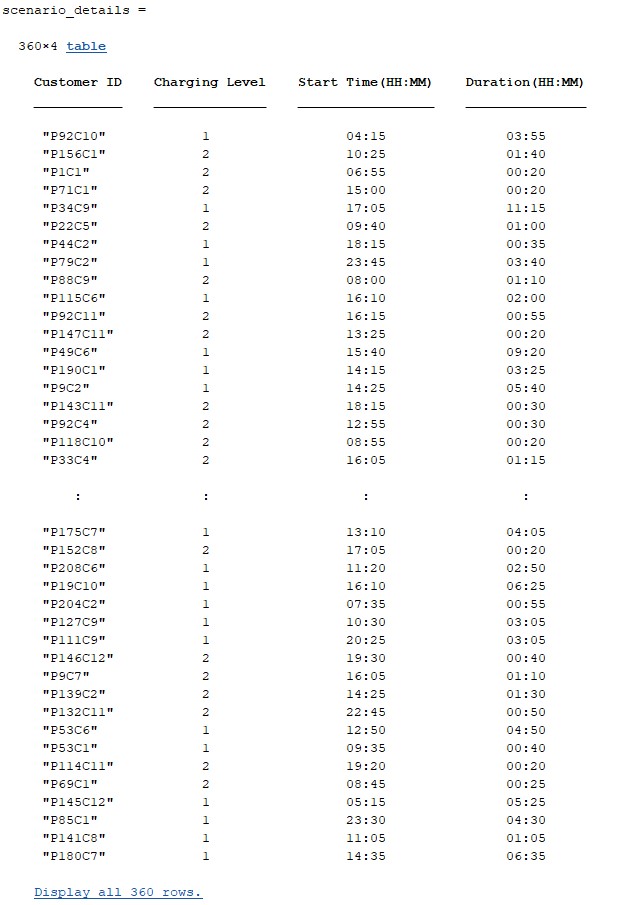 scenario_details =
360×4 table
Customer ID Charging Level Start Time(HH:MM) Duration(HH:MM)
"P92C10" 1 04:15 03:55
"P156C1" 2 10:25 01:40
"P1C1" 2 06:55 00:20
"P71C1" 2 15:00 00:20
"P34C9" 1 17:05 11:15
"P22C5" 2 09:40 01:00
"P44C2" 1 18:15 00:35
"P79C2" 1 23:45 03:40
"P88C9" 2 08:00 01:10
"P115C6" 1 16:10 02:00
"P92C11" 2 16:15 00:55
"P147C11" 2 13:25 00:20
"P49C6" 1 15:40 09:20
"P190C1" 1 14:15 03:25
"P9C2" 1 14:25 05:40
"P143C11" 2 18:15 00:30
"P92C4" 2 12:55 00:30
"P118C10" 2 08:55 00:20
"P33C4" 2 16:05 01:15
: : : :
"P175C7" 1 13:10 04:05
"P152C8" 2 17:05 00:20
"P208C6" 1 11:20 02:50
"P19C10" 1 16:10 06:25
"P204C2" 1 07:35 00:55
"P127C9" 1 10:30 03:05
"P111C9" 1 20:25 03:05
"P146C12" 2 19:30 00:40
"P9C7" 2 16:05 01:10
"P139C2" 2 14:25 01:30
"P132C11" 2 22:45 00:50
"P53C6" 1 12:50 04:50
"P53C1" 1 09:35 00:40
"P114C11" 2 19:20 00:20
"P69C1" 2 08:45 00:25
"P145C12" 1 05:15 05:25
"P85C1" 1 23:30 04:30
"P141C8" 1 11:05 01:05
"P180C7" 1 14:35 06:35
Display all 360 rows.